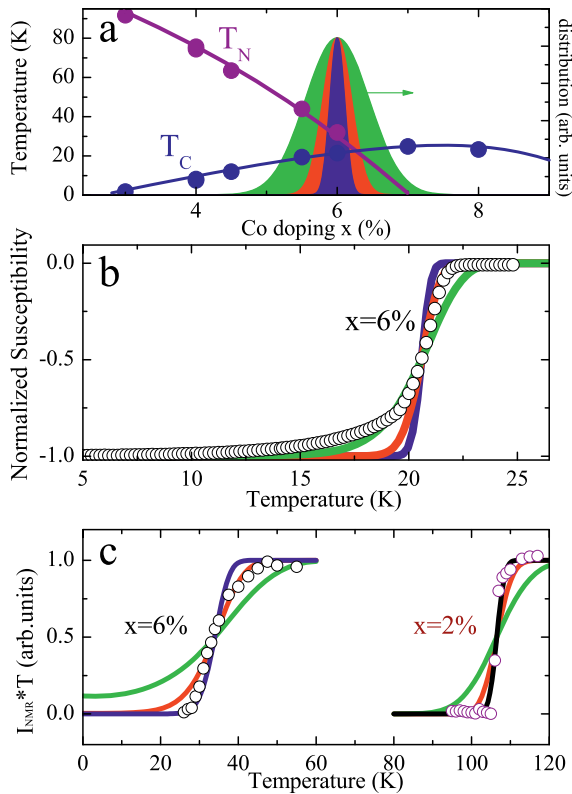 a
Temperature (K)
80
60
40
20
0
T_N
T_C
distribution (arb. units)
4
6
8
Co doping x (%)
b
Normalized Susceptibility
0.0
-0.5
-1.0
x=6%
5
10
15
20
25
Temperature (K)
c
I_NMR*T (arb.units)
1.0
0.5
0.0
x=6%
x=2%
0
20
40
60
80
100
120
Temperature (K)